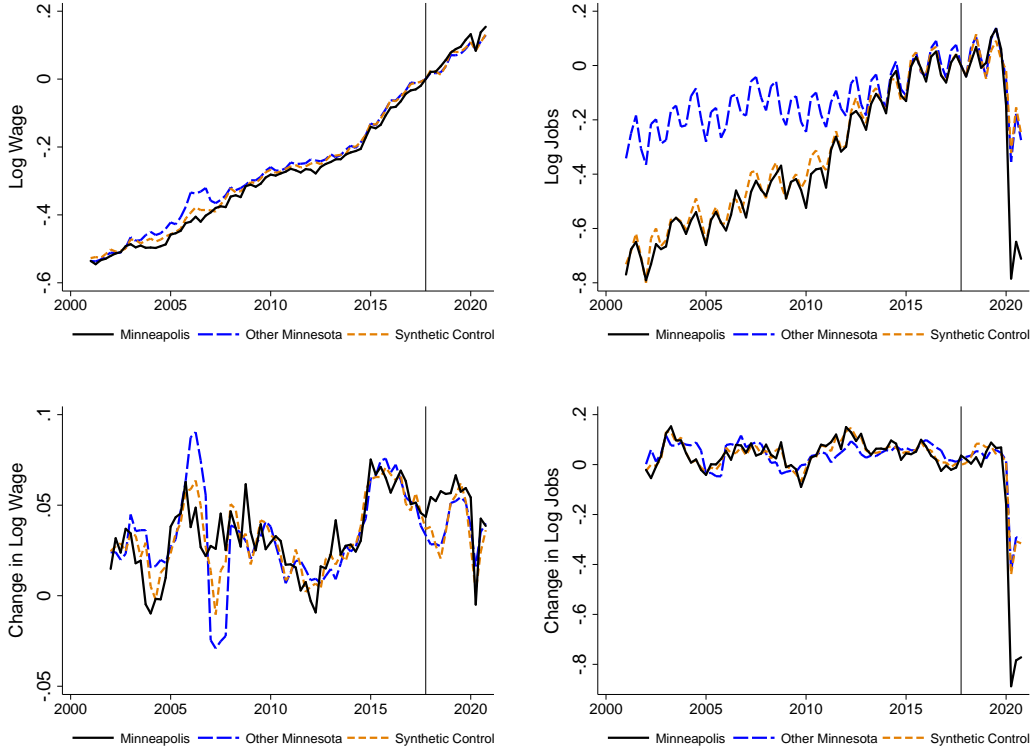 Log Wage
.2
0
-.2
-.4
-.6
2000 2005 2010 2015 2020
Minneapolis Other Minnesota Synthetic Control
Log Jobs
.2
0
-.2
-.4
-.6
-.8
2000 2005 2010 2015 2020
Minneapolis Other Minnesota Synthetic Control
Change in Log Wage
.1
.05
0
-.05
2000 2005 2010 2015 2020
Minneapolis Other Minnesota Synthetic Control
Change in Log Jobs
.2
0
-.2
-.4
-.6
-.8
2000 2005 2010 2015 2020
Minneapolis Other Minnesota Synthetic Control